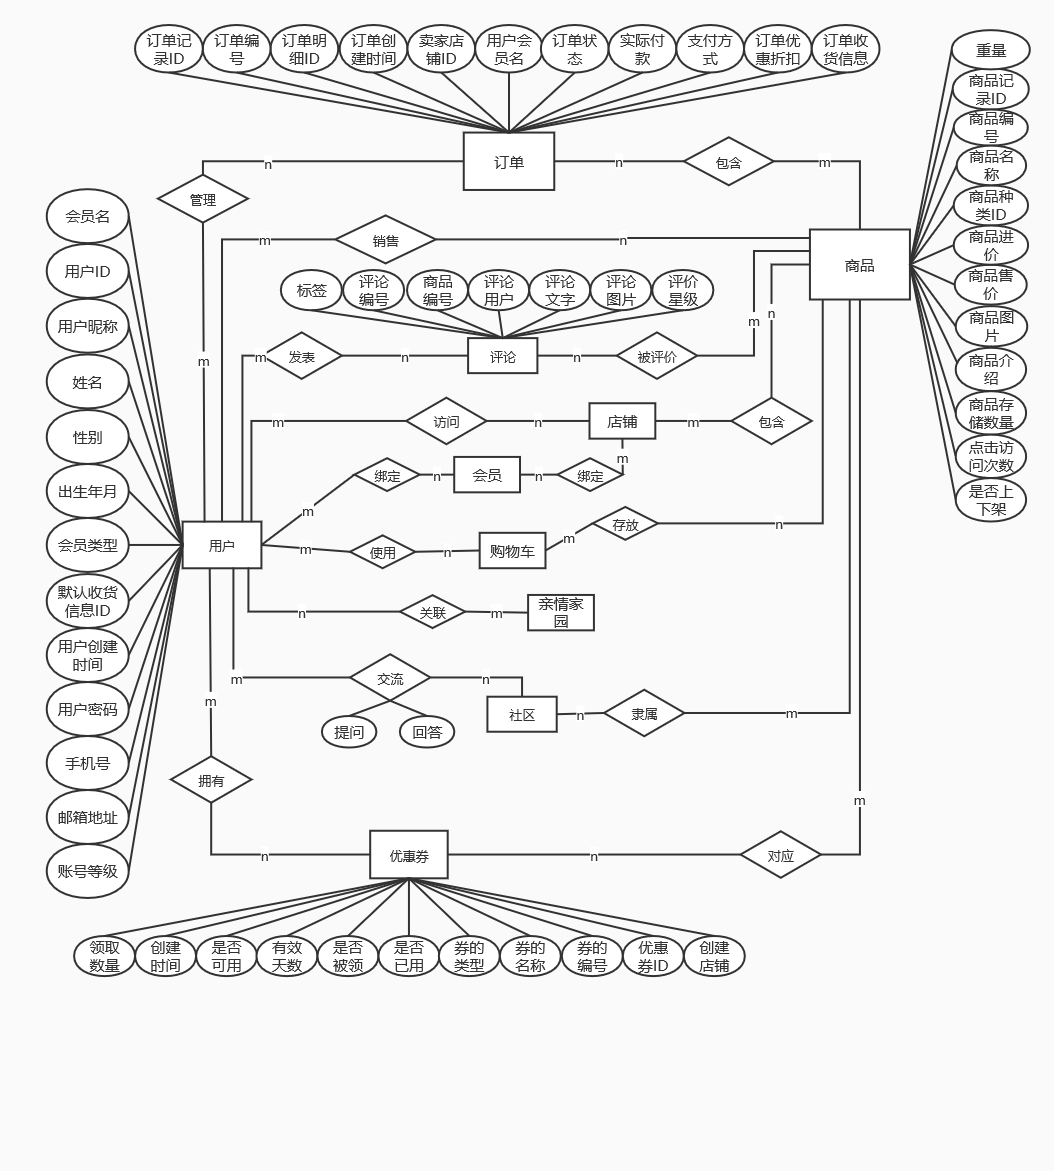 订单记
录ID
订单编
号
订单明
细ID
订单创
建时间
卖家店
铺ID
用户会
员名
订单状
态
实际付
款
支付方
式
订单优
惠折扣
订单收
货信息
重量
商品记
录ID
商品编
号
商品名
称
商品种
类ID
商品进
价
商品售
价
商品图
片
商品介
绍
商品存
储数量
点击访
问次数
是否上
下架
订单
n
n
包含
m
管理
m
会员名
用户ID
用户昵称
姓名
性别
出生年月
会员类型
默认收货
信息ID
用户创建
时间
用户密码
手机号
邮箱地址
账号等级
m
销售
n
商品
标签
评论
编号
商品
编号
评论
用户
评论
文字
评论
图片
评价
星级
m
发表
n
评论
n
被评价
m
n
m
访问
n
店铺
m
包含
m
绑定
n
会员
n
绑定
m
用户
m
使用
n
购物车
m
存放
n
n
关联
m
亲情家
园
m
交流
n
提问
回答
社区
n
隶属
m
m
拥有
n
优惠券
n
对应
m
领取
数量
创建
时间
是否
可用
有效
天数
是否
被领
是否
已用
券的
类型
券的
名称
券的
编号
优惠
券ID
创建
店铺